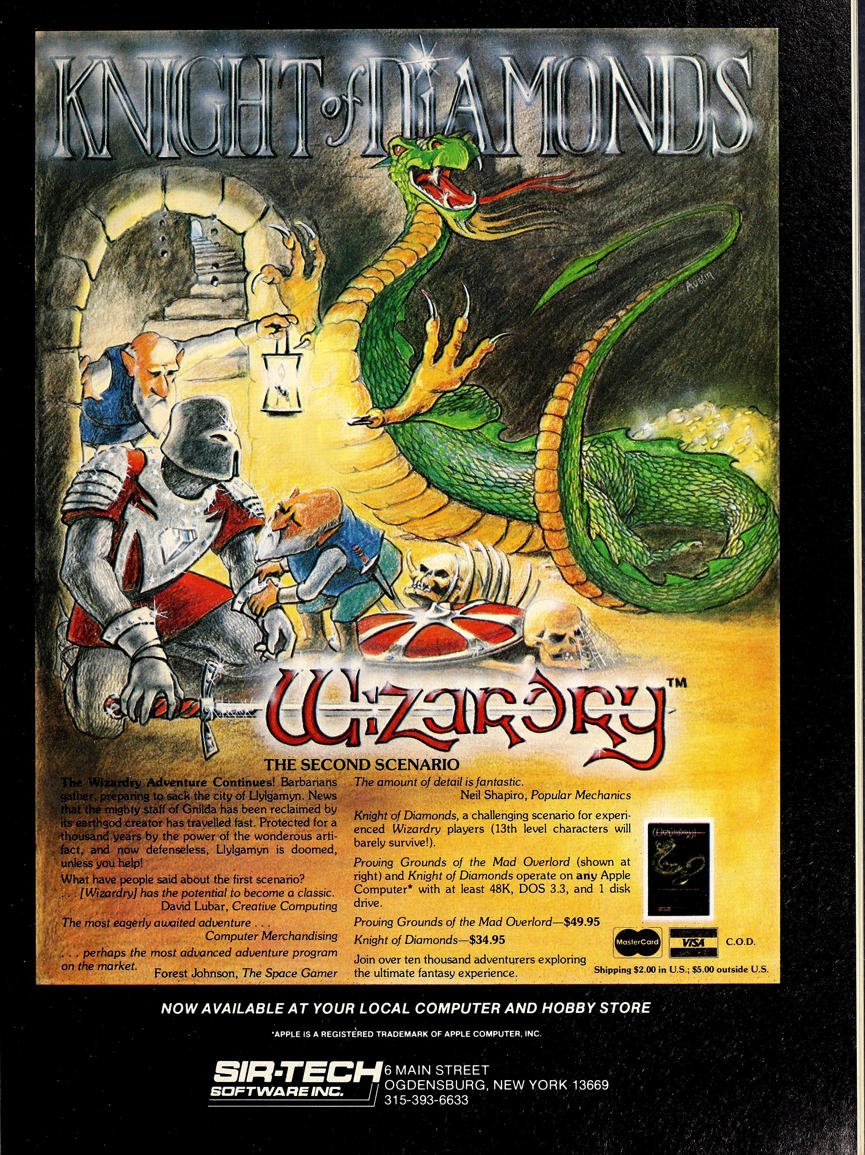 KNIGHT of DIAMONDS
AUBIN
WiZARDRY™
THE SECOND SCENARIO
The Wizardry Adventure Continues! Barbarians
gather, preparing to sack the city of Llylgamyn. News
that the mighty staff of Gnilda has been reclaimed by
its earthgod creator has travelled fast. Protected for a
thousand years by the power of the wonderous arti-
fact, and now defenseless, Llylgamyn is doomed,
unless you help!
What have people said about the first scenario?
. . . [Wizardry] has the potential to become a classic.
David Lubar, Creative Computing
The most eagerly awaited adventure . . .
Computer Merchandising
. . . perhaps the most advanced adventure program
on the market.
Forest Johnson, The Space Gamer
The amount of detail is fantastic.
Neil Shapiro, Popular Mechanics
Knight of Diamonds, a challenging scenario for experi-
enced Wizardry players (13th level characters will
barely survive!).
Proving Grounds of the Mad Overlord (shown at
right) and Knight of Diamonds operate on any Apple
Computer* with at least 48K, DOS 3.3, and 1 disk
drive.
Proving Grounds of the Mad Overlord—$49.95
Knight of Diamonds—$34.95
Join over ten thousand adventurers exploring
the ultimate fantasy experience.
Wizardry
MasterCard
VISA
C.O.D.
Shipping $2.00 in U.S.; $5.00 outside U.S.
NOW AVAILABLE AT YOUR LOCAL COMPUTER AND HOBBY STORE
*APPLE IS A REGISTERED TRADEMARK OF APPLE COMPUTER, INC.
SIR-TECH
SOFTWARE INC.
6 MAIN STREET
OGDENSBURG, NEW YORK 13669
315-393-6633